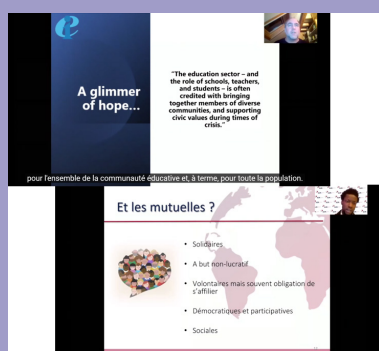 A glimmer
of hope...
"The education sector – and
the role of schools, teachers,
and students – is often
credited with bringing
together members of diverse
communities, and supporting
civic values during times of
crisis."
pour l'ensemble de la communauté éducative et, à terme, pour toute la population.
Et les mutuelles ?
• Solidaires
• A but non-lucratif
• Volontaires mais souvent obligation de
s'affilier
• Démocratiques et participatives
• Sociales